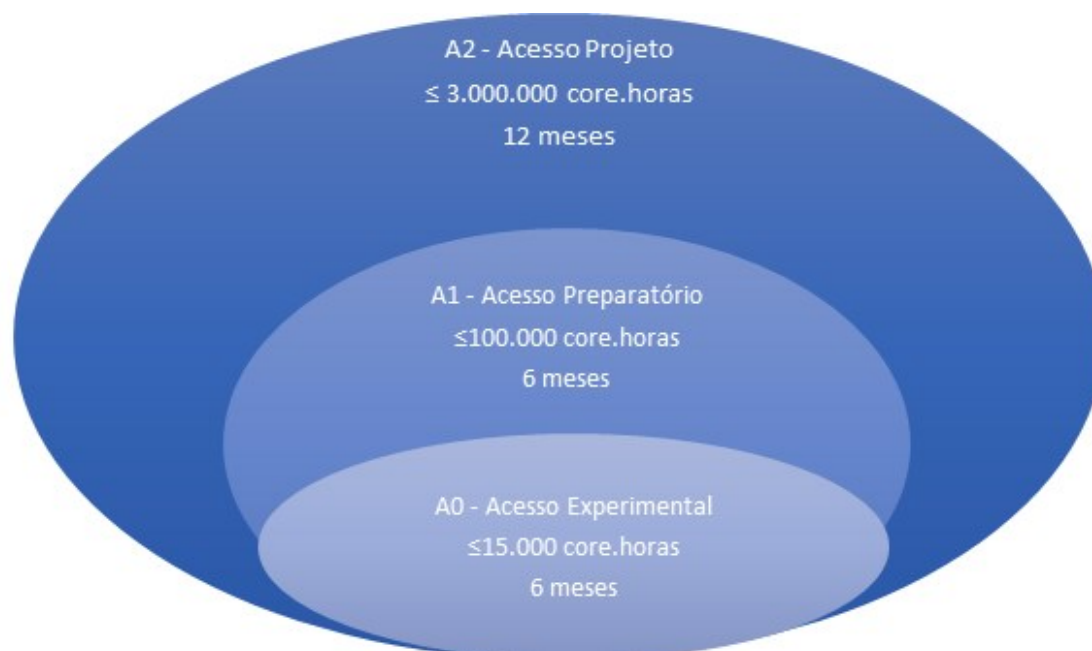 A2 - Acesso Projeto
≤ 3.000.000 core.horas
12 meses
A1 - Acesso Preparatório
≤100.000 core.horas
6 meses
A0 - Acesso Experimental
≤15.000 core.horas
6 meses